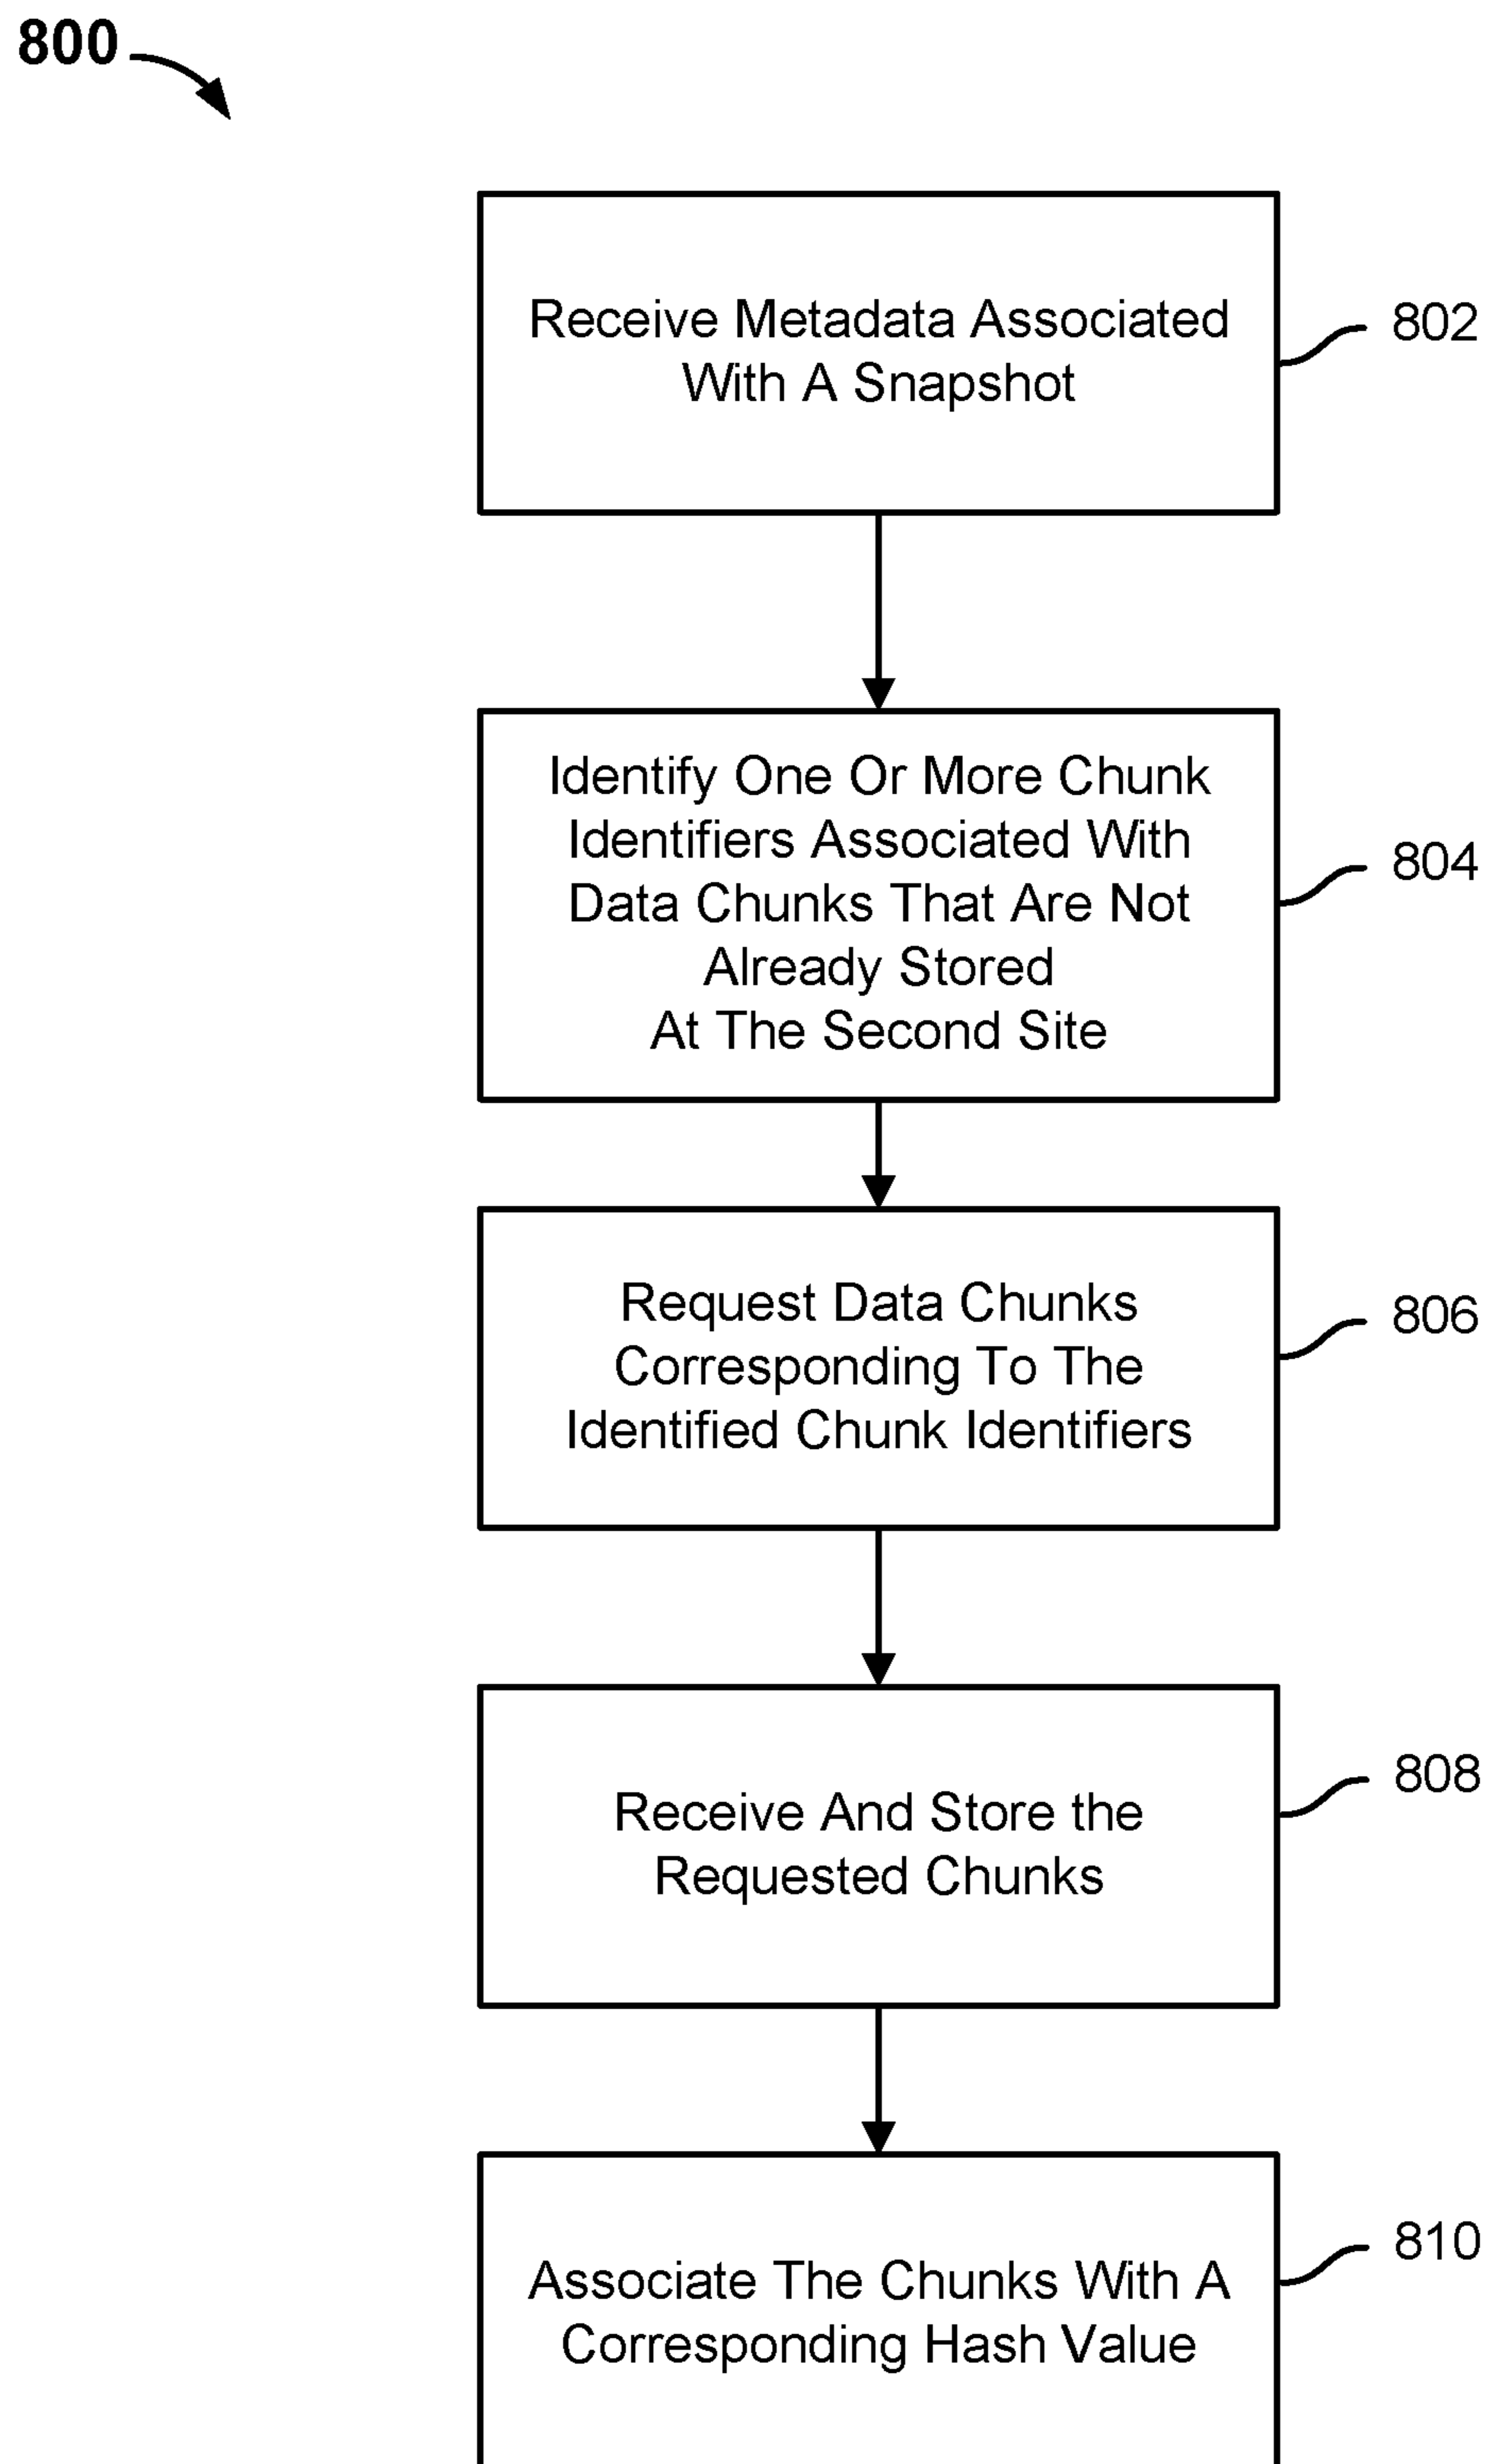 800
Receive Metadata Associated
With A Snapshot
802
Identify One Or More Chunk
Identifiers Associated With
Data Chunks That Are Not
Already Stored
At The Second Site
804
Request Data Chunks
Corresponding To The
Identified Chunk Identifiers
806
Receive And Store the
Requested Chunks
808
Associate The Chunks With A
Corresponding Hash Value
810